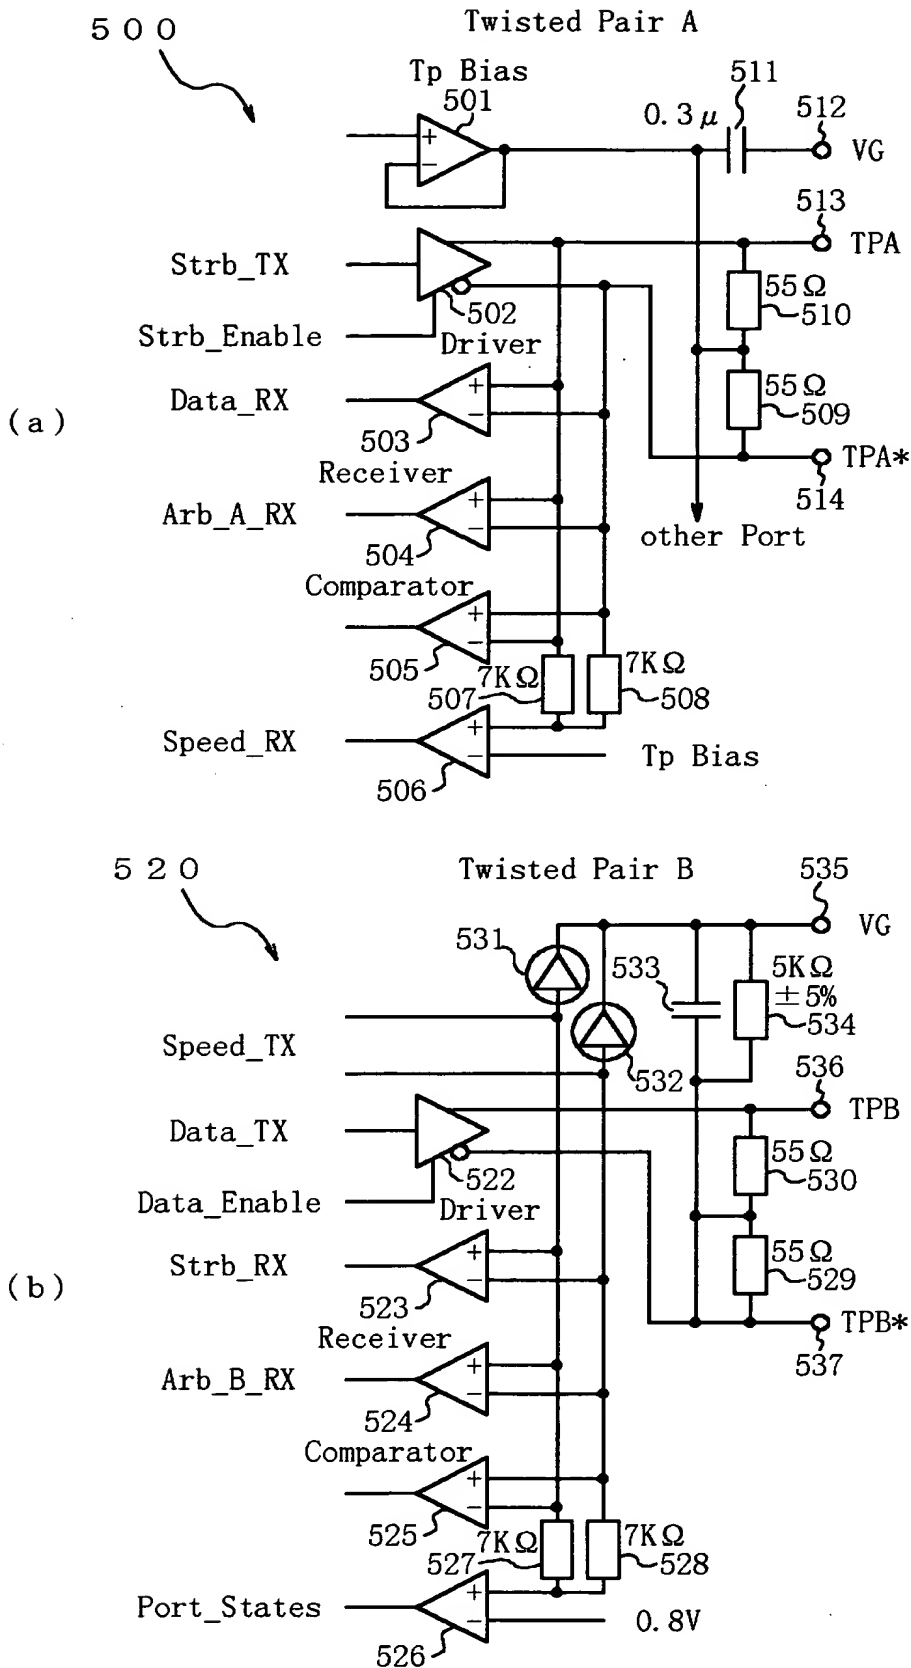 500
Twisted Pair A
Tp Bias
501
511
0.3μ
512
VG
513
TPA
Strb_TX
502
55Ω
510
Strb_Enable
Driver
Data_RX
503
55Ω
509
(a)
Receiver
TPA*
514
Arb_A_RX
504
other Port
Comparator
505
7KΩ
507
7KΩ
508
Speed_RX
506
Tp Bias
520
Twisted Pair B
535
VG
531
533
5KΩ
±5%
534
Speed_TX
532
536
TPB
Data_TX
522
55Ω
530
Data_Enable
Driver
Strb_RX
523
55Ω
529
(b)
Receiver
TPB*
537
Arb_B_RX
524
Comparator
525
7KΩ
527
7KΩ
528
Port_States
526
0.8V